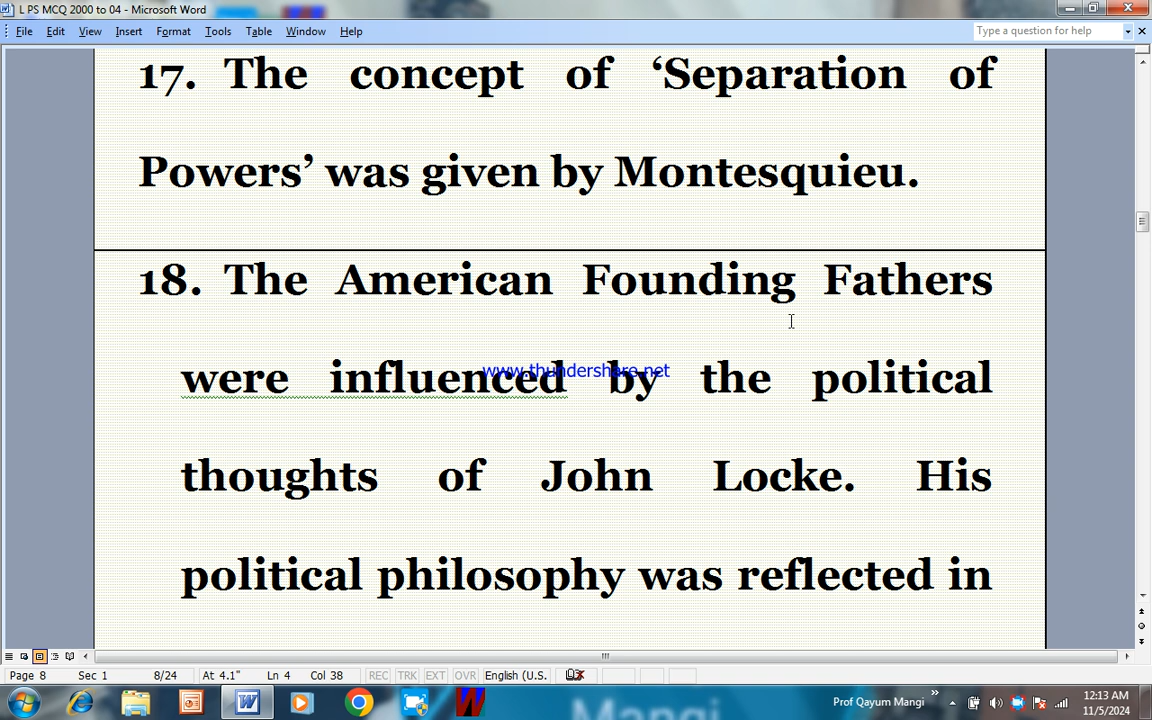 L PS MCQ 2000 to 04 - Microsoft Word
File Edit View Insert Format Tools Table Window Help Type a question for help
17. The concept of ‘Separation of
Powers’ was given by Montesquieu.
18. The American Founding Fathers
were influenced by the political
www.thundershare.net
thoughts of John Locke. His
political philosophy was reflected in
Page 8 Sec 1 8/24 At 4.1" Ln 4 Col 38 REC TRK EXT OVR English (U.S.
Mangi
Prof Qayum Mangi
12:13 AM
11/5/2024